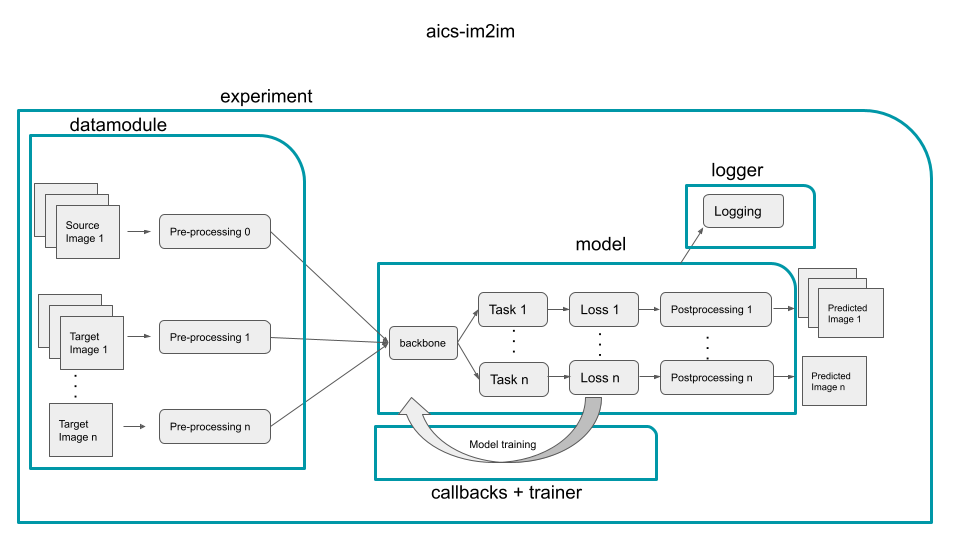 aics-im2im
experiment
datamodule
Source
Image 1
Pre-processing 0
Target
Image 1
Pre-processing 1
Target
Image n
Pre-processing n
logger
Logging
model
backbone
Task 1
Loss 1
Postprocessing 1
Predicted
Image 1
Task n
Loss n
Postprocessing n
Predicted
Image n
Model training
callbacks + trainer